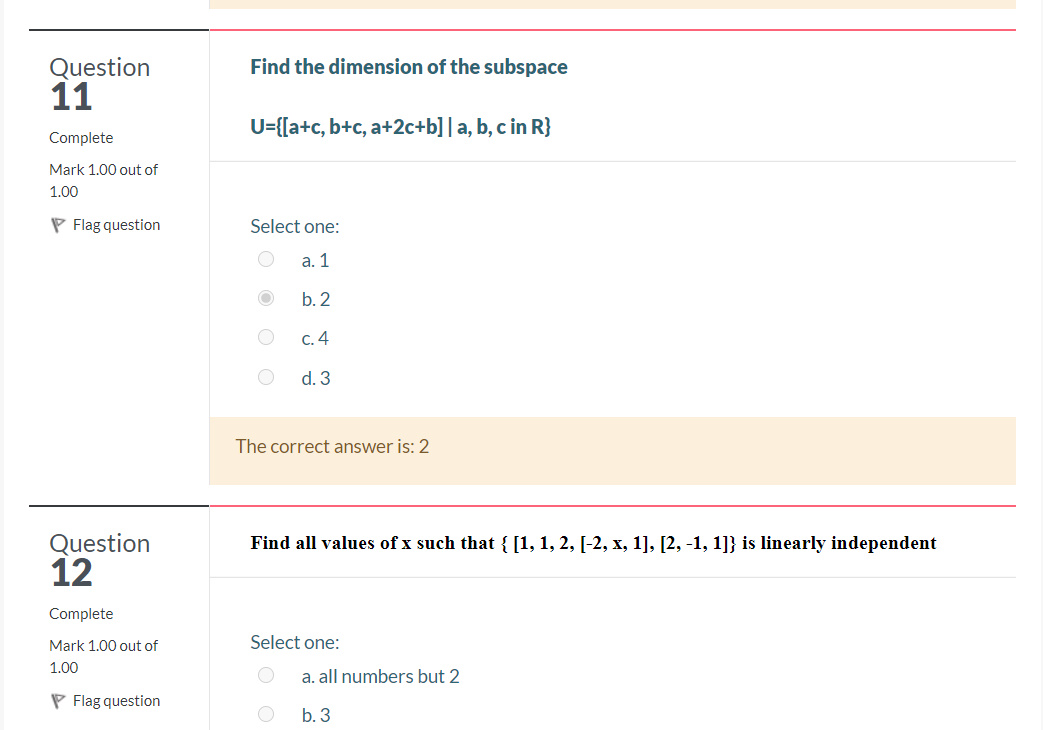 Question
11
Complete
Mark 1.00 out of
1.00
Flag question
Find the dimension of the subspace
U={[a+c, b+c, a+2c+b] | a, b, c in R}
Select one:
a. 1
b. 2
c. 4
d. 3
The correct answer is: 2
Question
12
Complete
Mark 1.00 out of
1.00
Flag question
Find all values of x such that { [1, 1, 2, [-2, x, 1], [2, -1, 1]} is linearly independent
Select one:
a. all numbers but 2
b. 3